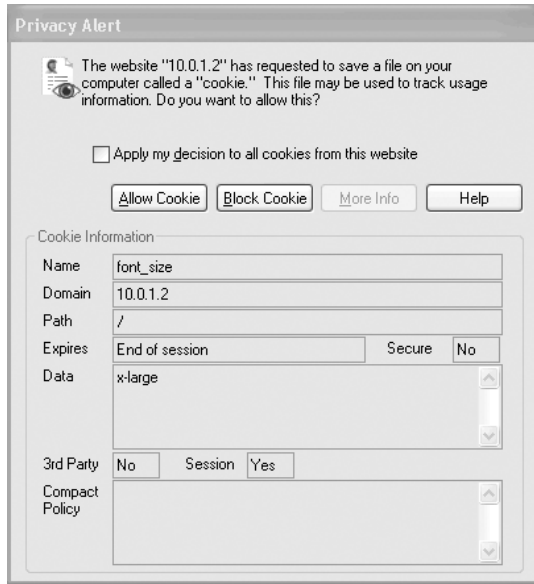 Privacy Alert
The website "10.0.1.2" has requested to save a file on your
computer called a "cookie." This file may be used to track usage
information. Do you want to allow this?
Apply my decision to all cookies from this website
Allow Cookie Block Cookie More Info Help
Cookie Information
Name font_size
Domain 10.0.1.2
Path /
Expires End of session Secure No
Data x-large
3rd Party No Session Yes
Compact
Policy